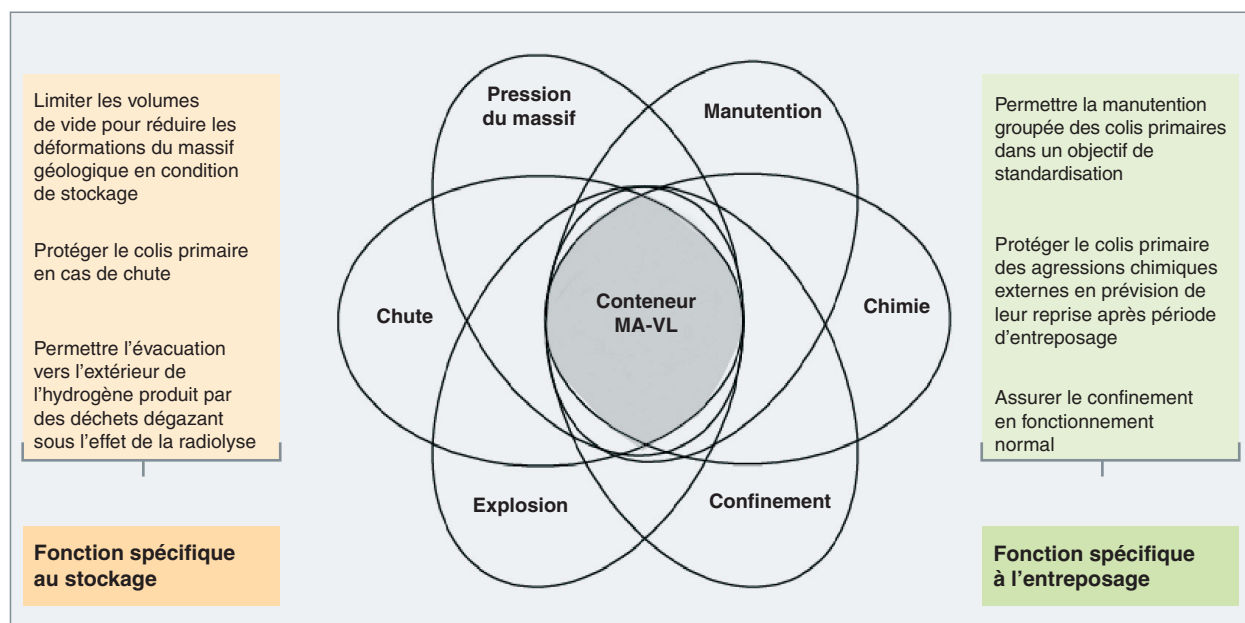 Limiter les volumes
de vide pour réduire les
déformations du massif
géologique en condition
de stockage
Protéger le colis primaire
en cas de chute
Permettre l’évacuation
vers l’extérieur de
l’hydrogène produit par
des déchets dégazant
sous l’effet de la radiolyse
Fonction spécifique
au stockage
Pression
du massif
Manutention
Chute
Conteneur
MA-VL
Chimie
Explosion
Confinement
Permettre la manutention
groupée des colis primaires
dans un objectif de
standardisation
Protéger le colis primaire
des agressions chimiques
externes en prévision de
leur reprise après période
d’entreposage
Assurer le confinement
en fonctionnement
normal
Fonction spécifique
à l’entreposage